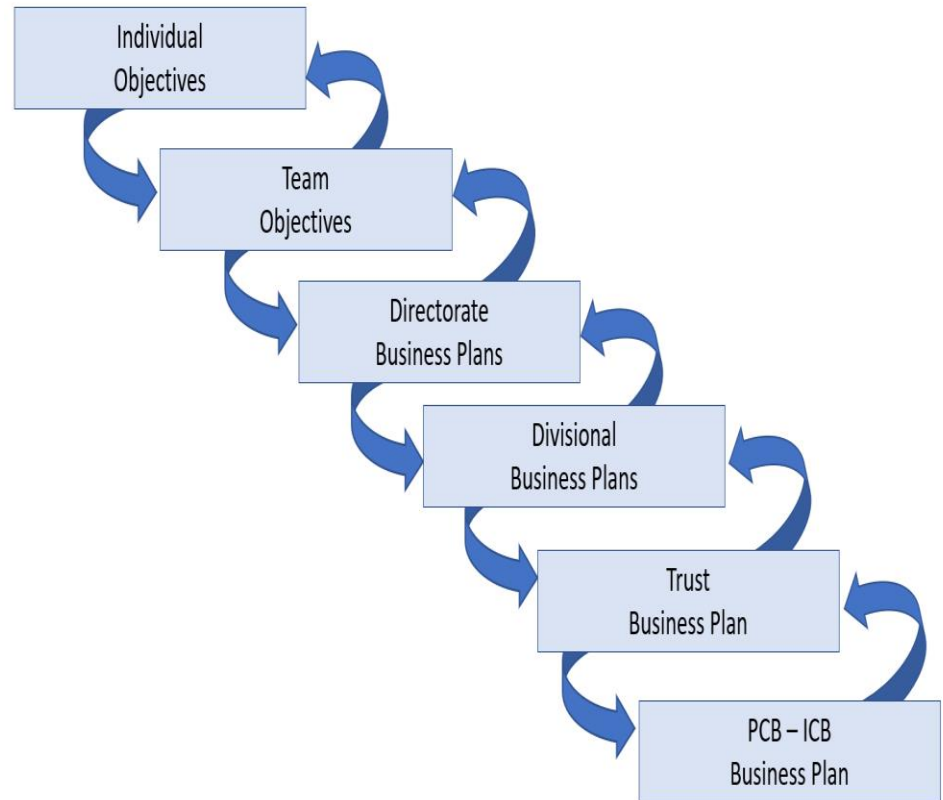 Individual
Objectives
Team
Objectives
Directorate
Business Plans
Divisional
Business Plans
Trust
Business Plan
PCB – ICB
Business Plan